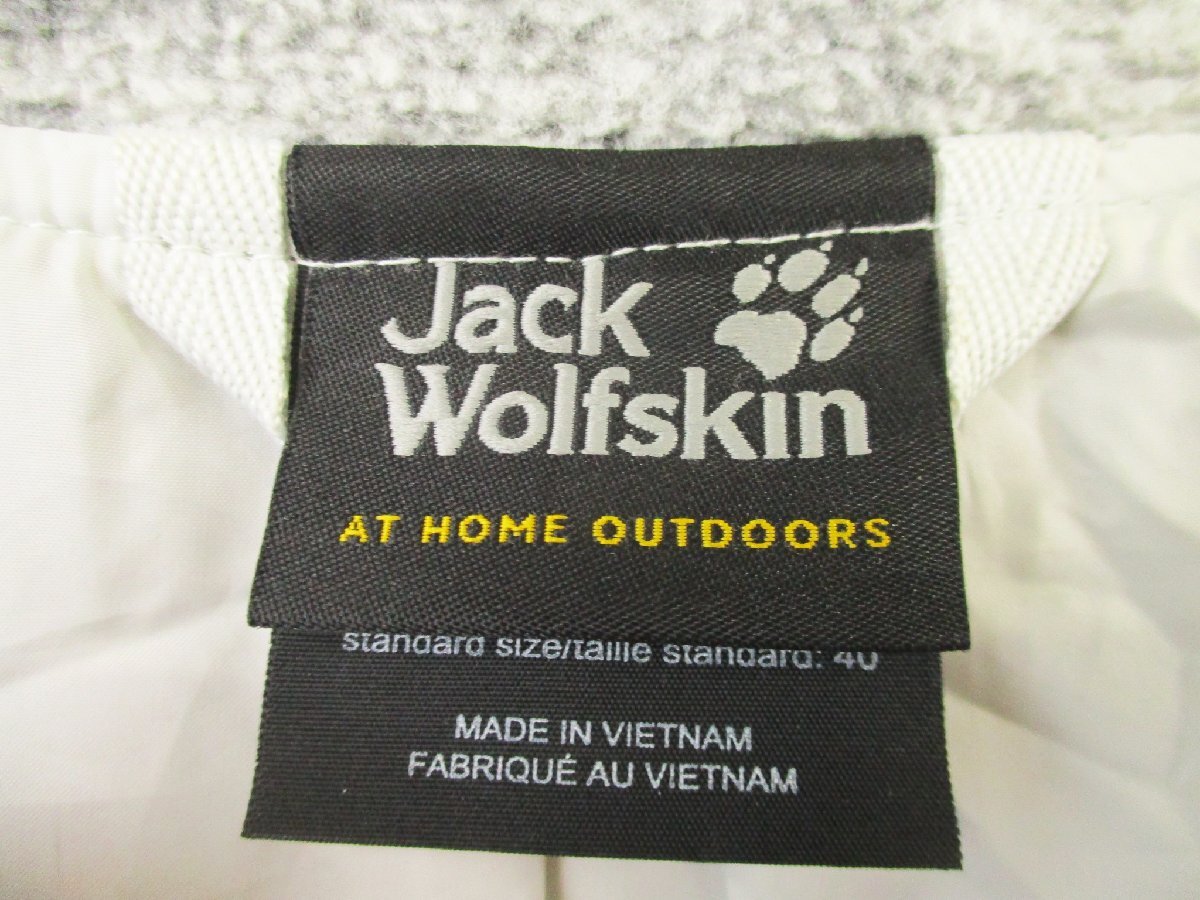 Jack
Wolfskin
AT HOME OUTDOORS
standard size/taille standard: 40
MADE IN VIETNAM
FABRIQUÉ AU VIETNAM